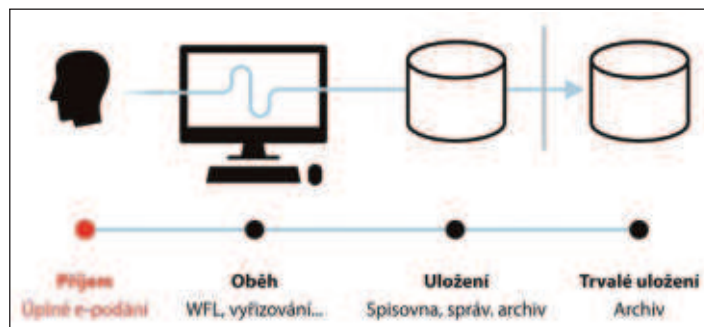 Příjem
Úplné e-podání
Oběh
WFL, vyřizování...
Uložení
Spisovna, správ. archiv
Trvalé uložení
Archiv